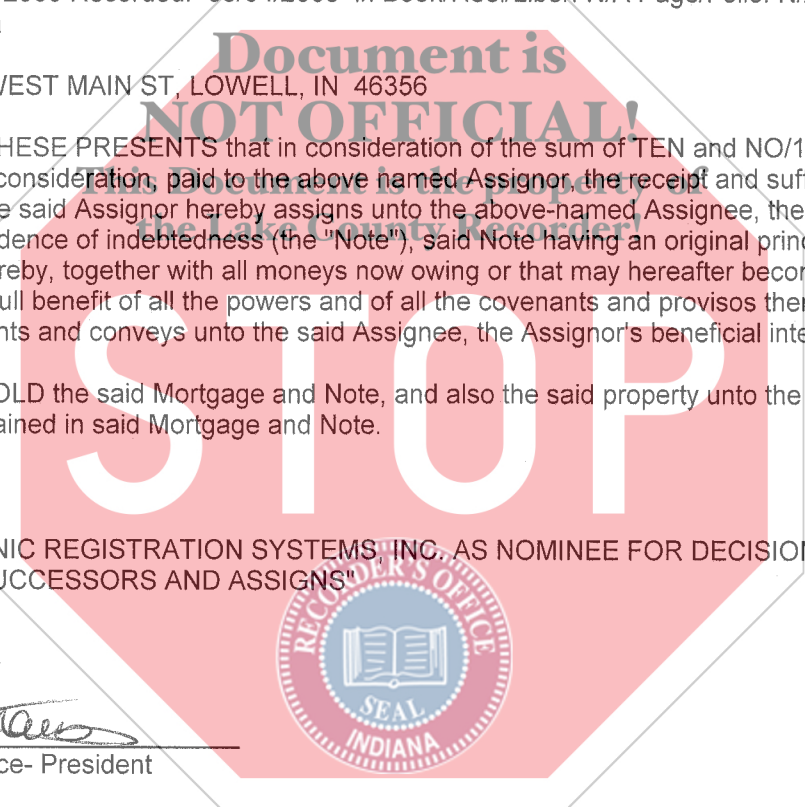 Document is
WEST MAIN ST, LOWELL, IN 46356
NOT OFFICIAL!
HESE PRESENTS that in consideration of the sum of TEN and NO/1
consideration, paid to the above named Assignor, the receipt and suf
This Document is the property of
e said Assignor hereby assigns unto the above-named Assignee, the
the Lake County Recorder!
dence of indebtedness (the "Note"), said Note having an original princ
reby, together with all moneys now owing or that may hereafter becom
ull benefit of all the powers and of all the covenants and provisos ther
nts and conveys unto the said Assignee, the Assignor's beneficial inte
STOP
OLD the said Mortgage and Note, and also the said property unto the
ained in said Mortgage and Note.
NIC REGISTRATION SYSTEMS, INC. AS NOMINEE FOR DECISION
UCCESSORS AND ASSIGNS"
RECORDER'S OFFICE
SEAL
INDIANA
ce- President